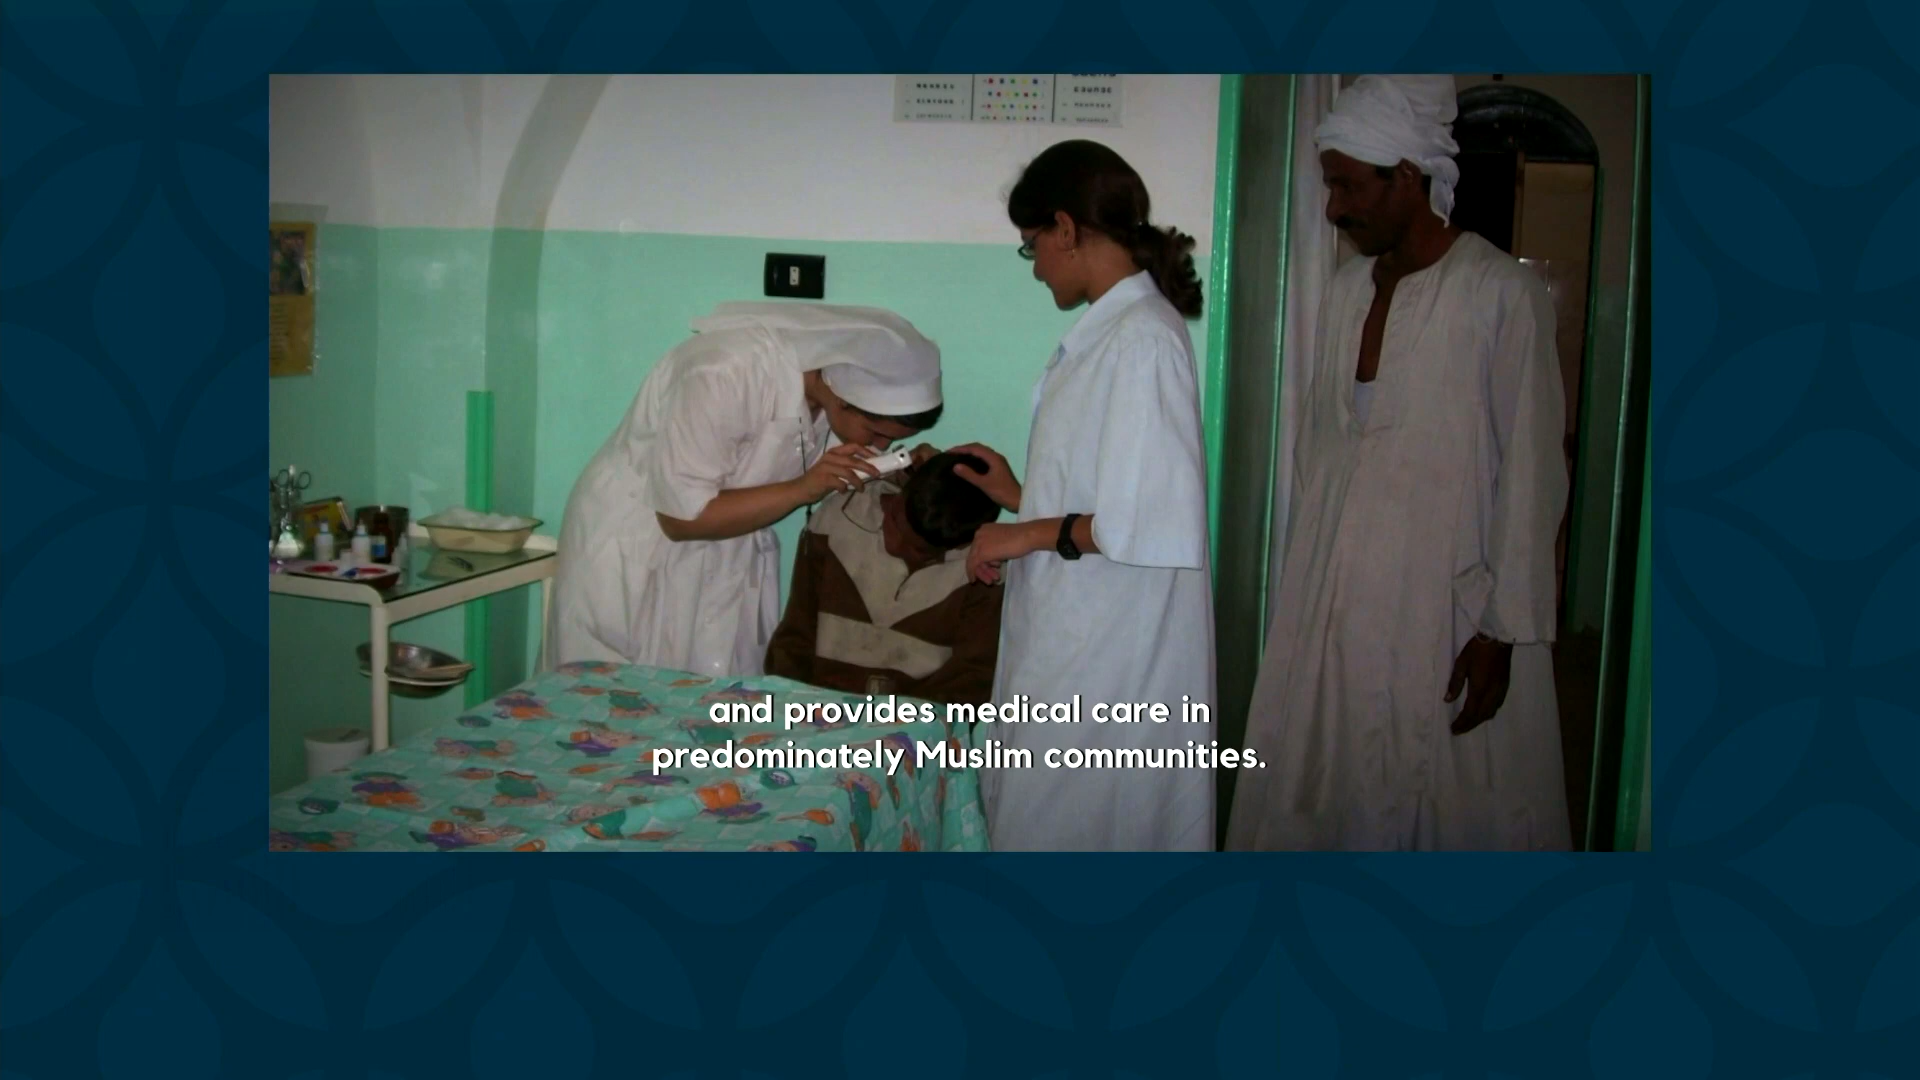 and provides medical care in
predominately Muslim communities.